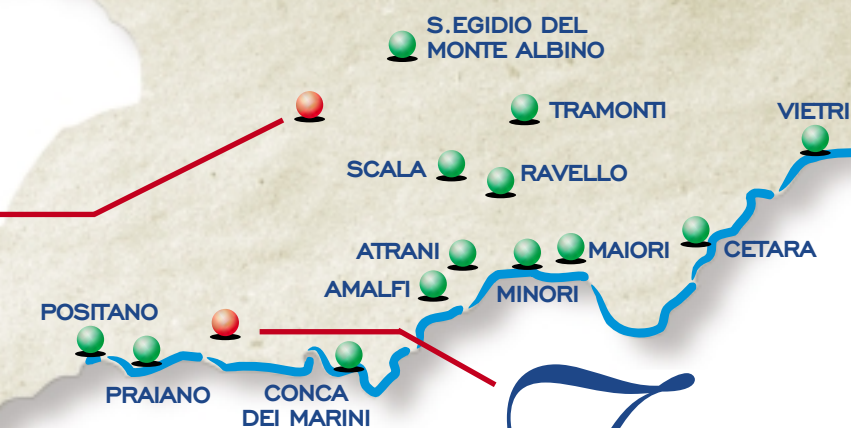 S.EGIDIO DEL
MONTE ALBINO
TRAMONTI
VIETRI
SCALA
RAVELLO
ATRANI
MAIORI
CETARA
AMALFI
MINORI
POSITANO
PRAIANO
CONCA
DEI MARINI